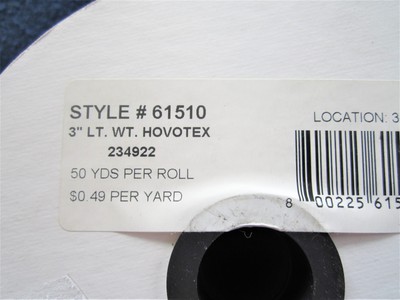 STYLE # 61510
3" LT. WT. HOVOTEX
234922
50 YDS PER ROLL
$0.49 PER YARD
LOCATION: 3
8 00225 615